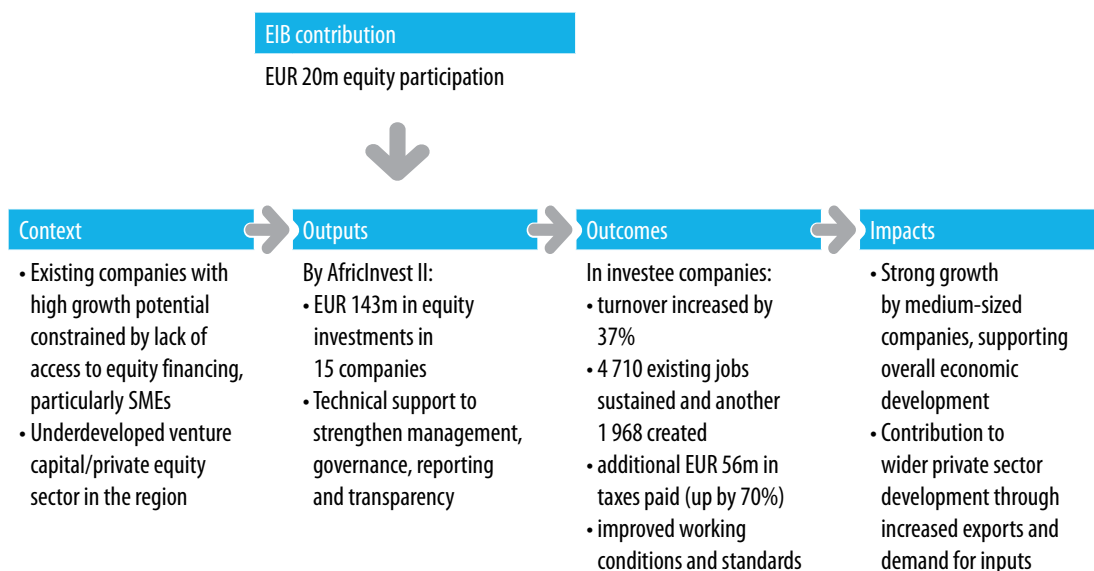 EIB contribution
EUR 20m equity participation
Context
• Existing companies with
high growth potential
constrained by lack of
access to equity financing,
particularly SMEs
• Underdeveloped venture
capital/private equity
sector in the region
Outputs
By AfricInvest II:
• EUR 143m in equity
investments in
15 companies
• Technical support to
strengthen management,
governance, reporting
and transparency
Outcomes
In investee companies:
• turnover increased by
37%
• 4 710 existing jobs
sustained and another
1 968 created
• additional EUR 56m in
taxes paid (up by 70%)
• improved working
conditions and standards
Impacts
• Strong growth
by medium-sized
companies, supporting
overall economic
development
• Contribution to
wider private sector
development through
increased exports and
demand for inputs